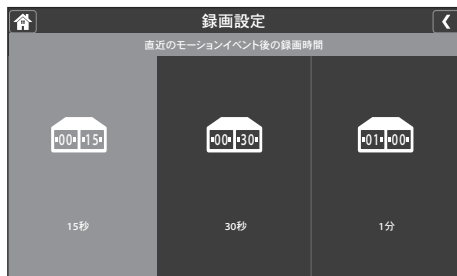 録画設定
直近のモーションイベント後の録画時間
00 15
00 30
01 00
15秒
30秒
1分